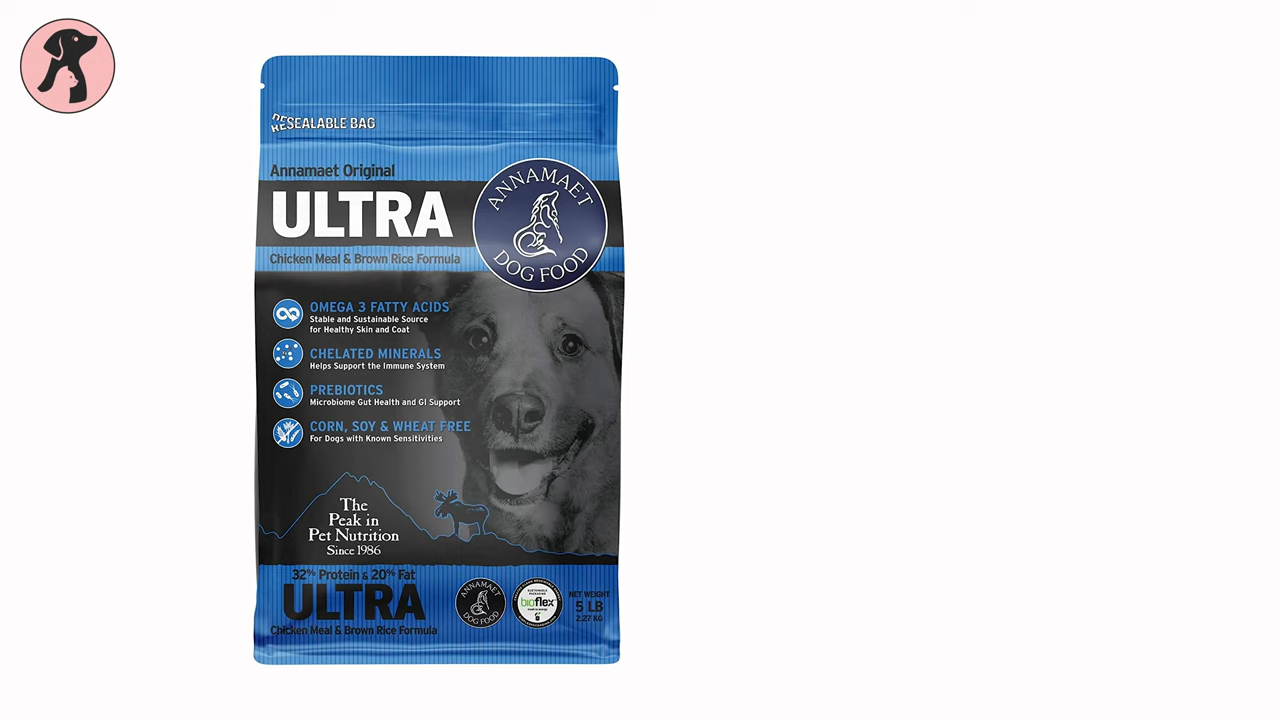 RESEALABLE BAG
Annamaet Original
ULTRA
ANNAMAET
DOG FOOD
Chicken Meal & Brown Rice Formula
OMEGA 3 FATTY ACIDS
Stable and Sustainable Source
for Healthy Skin and Coat
CHELATED MINERALS
Helps Support the Immune System
PREBIOTICS
Microbiome Gut Health and GI Support
CORN, SOY & WHEAT FREE
For Dogs with Known Sensitivities
The
Peak in
Pet Nutrition
Since 1986
32% Protein & 20% Fat
ULTRA
Chicken Meal & Brown Rice Formula
ANNAMAET
DOG FOOD
SUSTAINABLE
PACKAGING
bioflex
NET WEIGHT
5 LB
2.27 KG